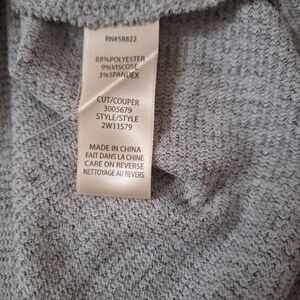 RN#58822
88%POLYESTER
9%VISCOSE
3%SPANDEX
CUT/COUPER
3005679
STYLE/STYLE
2W11579
MADE IN CHINA
FAIT DANS LA CHINE
CARE ON REVERSE
NETTOYAGE AU REVERS